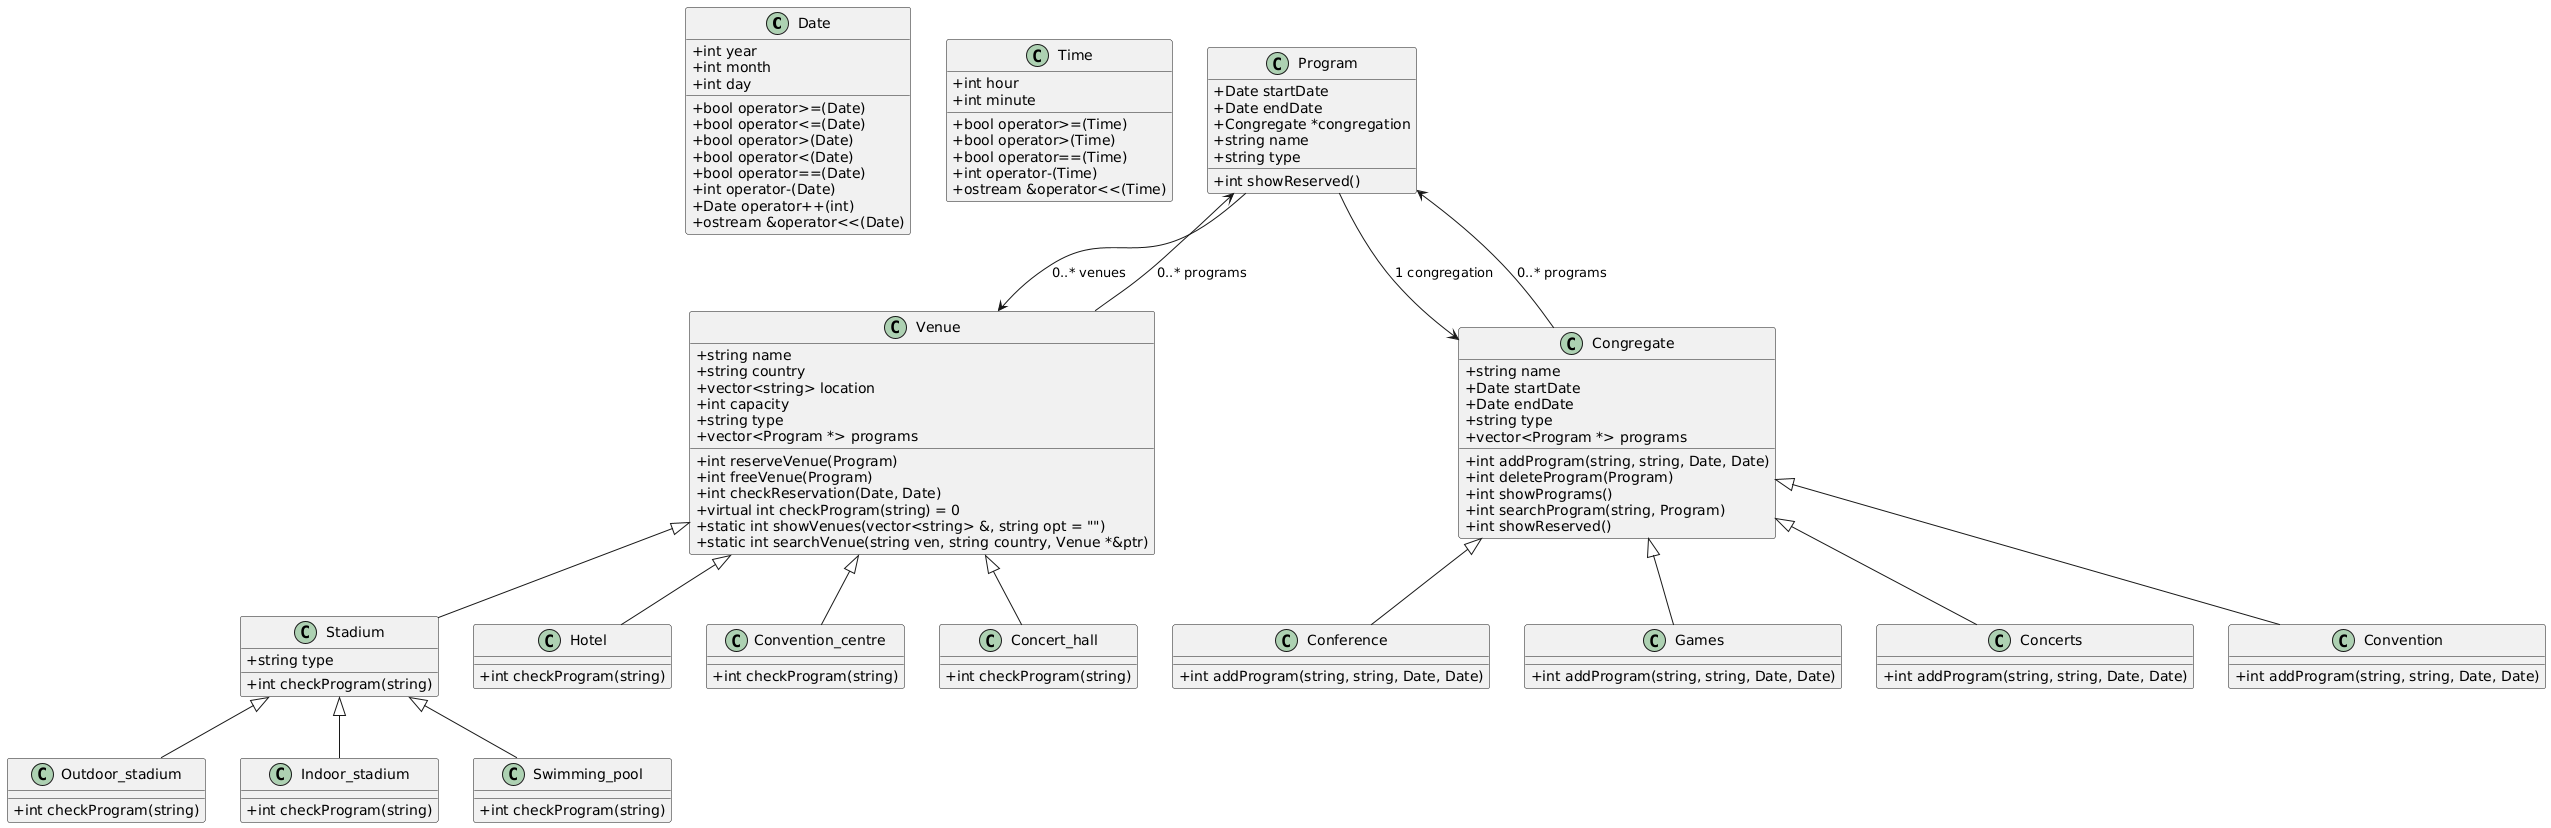 C Date
+int year
+int month
+int day
+bool operator>=(Date)
+bool operator<=(Date)
+bool operator>(Date)
+bool operator<(Date)
+bool operator==(Date)
+int operator-(Date)
+Date operator++(int)
+ostream &operator<<(Date)
C Time
+int hour
+int minute
+bool operator>=(Time)
+bool operator>(Time)
+bool operator==(Time)
+int operator-(Time)
+ostream &operator<<(Time)
C Program
+Date startDate
+Date endDate
+Congregate *congregation
+string name
+string type
+int showReserved()
0..* venues
0..* programs
1 congregation
0..* programs
C Venue
+string name
+string country
+vector<string> location
+int capacity
+string type
+vector<Program *> programs
+int reserveVenue(Program)
+int freeVenue(Program)
+int checkReservation(Date, Date)
+virtual int checkProgram(string) = 0
+static int showVenues(vector<string> &, string opt = "")
+static int searchVenue(string ven, string country, Venue *&ptr)
C Congregate
+string name
+Date startDate
+Date endDate
+string type
+vector<Program *> programs
+int addProgram(string, string, Date, Date)
+int deleteProgram(Program)
+int showPrograms()
+int searchProgram(string, Program)
+int showReserved()
C Stadium
+string type
+int checkProgram(string)
C Hotel
+int checkProgram(string)
C Convention_centre
+int checkProgram(string)
C Concert_hall
+int checkProgram(string)
C Conference
+int addProgram(string, string, Date, Date)
C Games
+int addProgram(string, string, Date, Date)
C Concerts
+int addProgram(string, string, Date, Date)
C Convention
+int addProgram(string, string, Date, Date)
C Outdoor_stadium
+int checkProgram(string)
C Indoor_stadium
+int checkProgram(string)
C Swimming_pool
+int checkProgram(string)